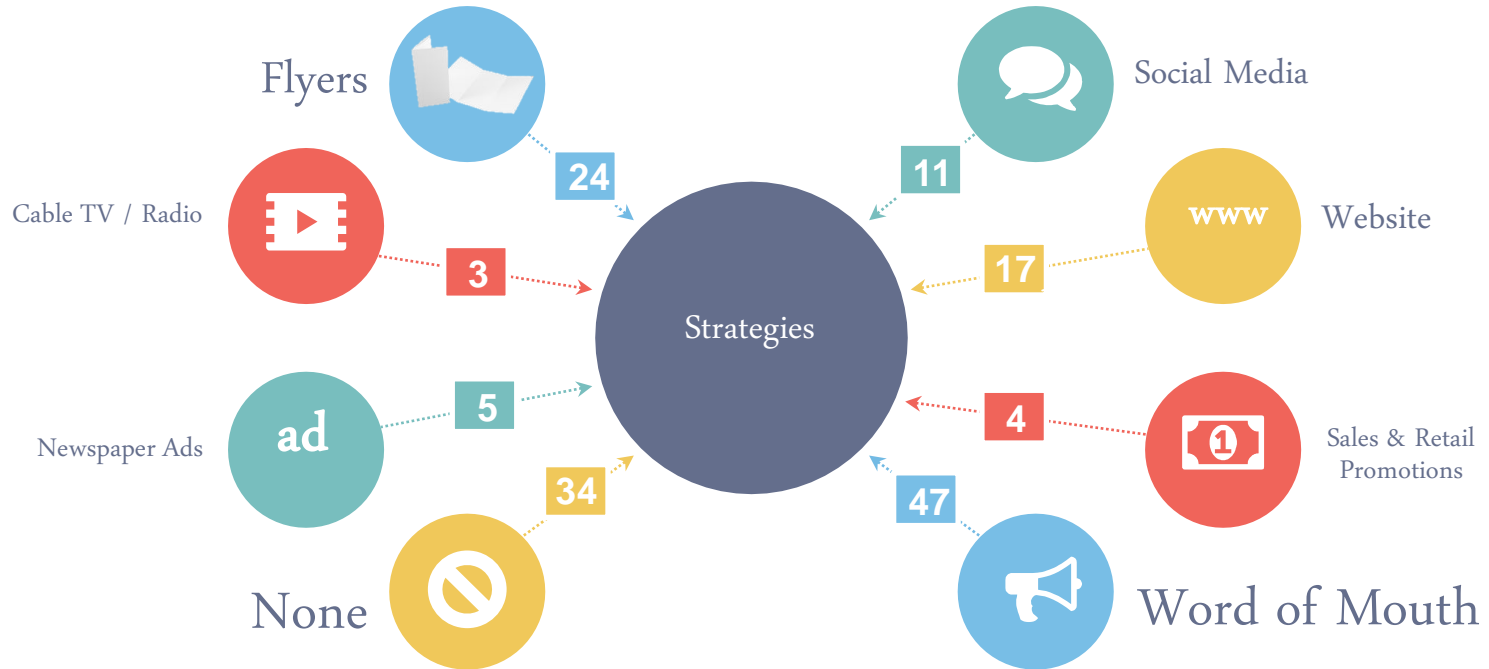 Flyers
Social Media
24
11
Cable TV / Radio
www
Website
3
17
Strategies
5
4
ad
1
Newspaper Ads
Sales & Retail
Promotions
34
47
None
Word of Mouth